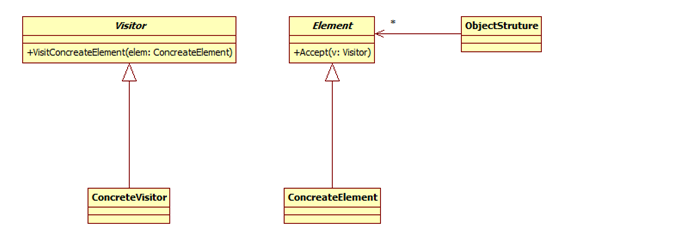 Visitor
+VisitConcreateElement(elem: ConcreateElement)
Element
+Accept(v: Visitor)
*
ObjectStruture
ConcreteVisitor
ConcreateElement